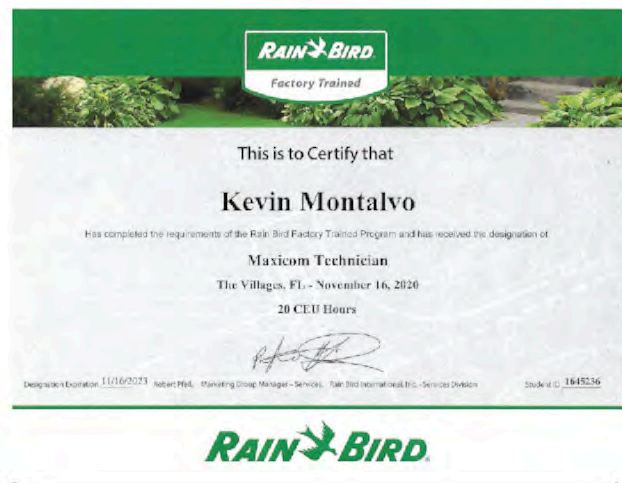 RAIN BIRD
Factory Trained
This is to Certify that
Kevin Montalvo
Has completed the requirements of the Rain Bird Factory Trained Program and has received the designation of
Maxicom Technician
The Villages, FL - November 16, 2020
20 CEU Hours
Designation Expiration 11/16/2023 Robert Pfeil, Marketing Group Manager - Services, Rain Bird International, Inc. - Services Division Student ID 1645236
RAIN BIRD